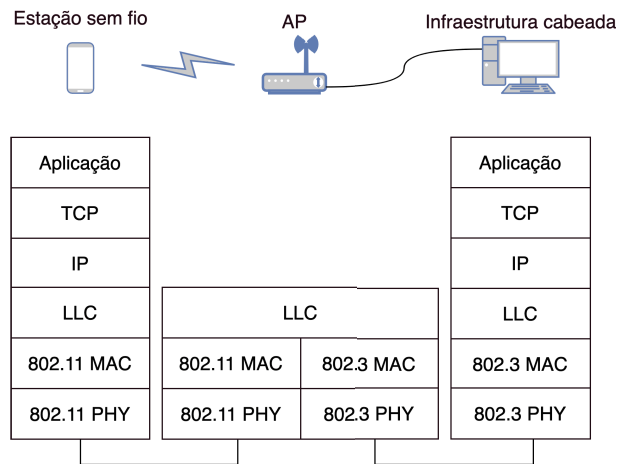 Estação sem fio
AP
Infraestrutura cabeada
Aplicação
TCP
IP
LLC
802.11 MAC
802.11 PHY
LLC
802.11 MAC
802.3 MAC
802.11 PHY
802.3 PHY
Aplicação
TCP
IP
LLC
802.3 MAC
802.3 PHY